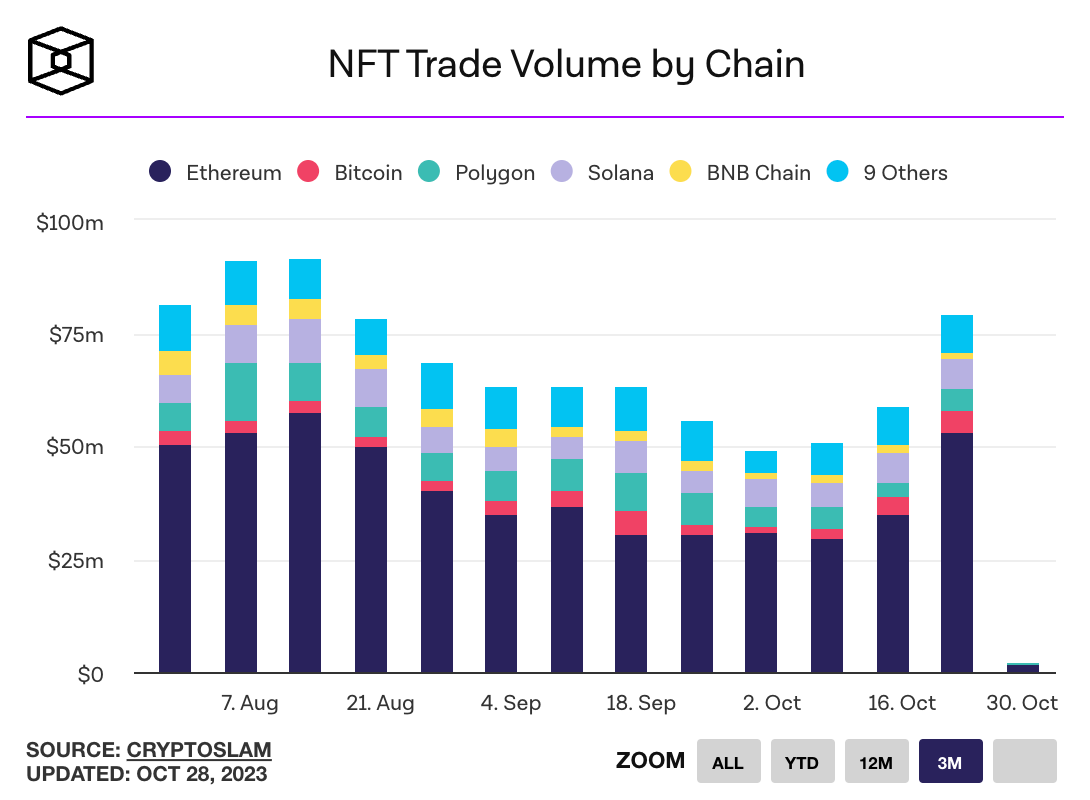 NFT Trade Volume by Chain
Ethereum Bitcoin Polygon Solana BNB Chain 9 Others
$100m
$75m
$50m
$25m
$0
7. Aug 21. Aug 4. Sep 18. Sep 2. Oct 16. Oct 30. Oct
SOURCE: CRYPTOSLAM
UPDATED: OCT 28, 2023
ZOOM ALL YTD 12M 3M